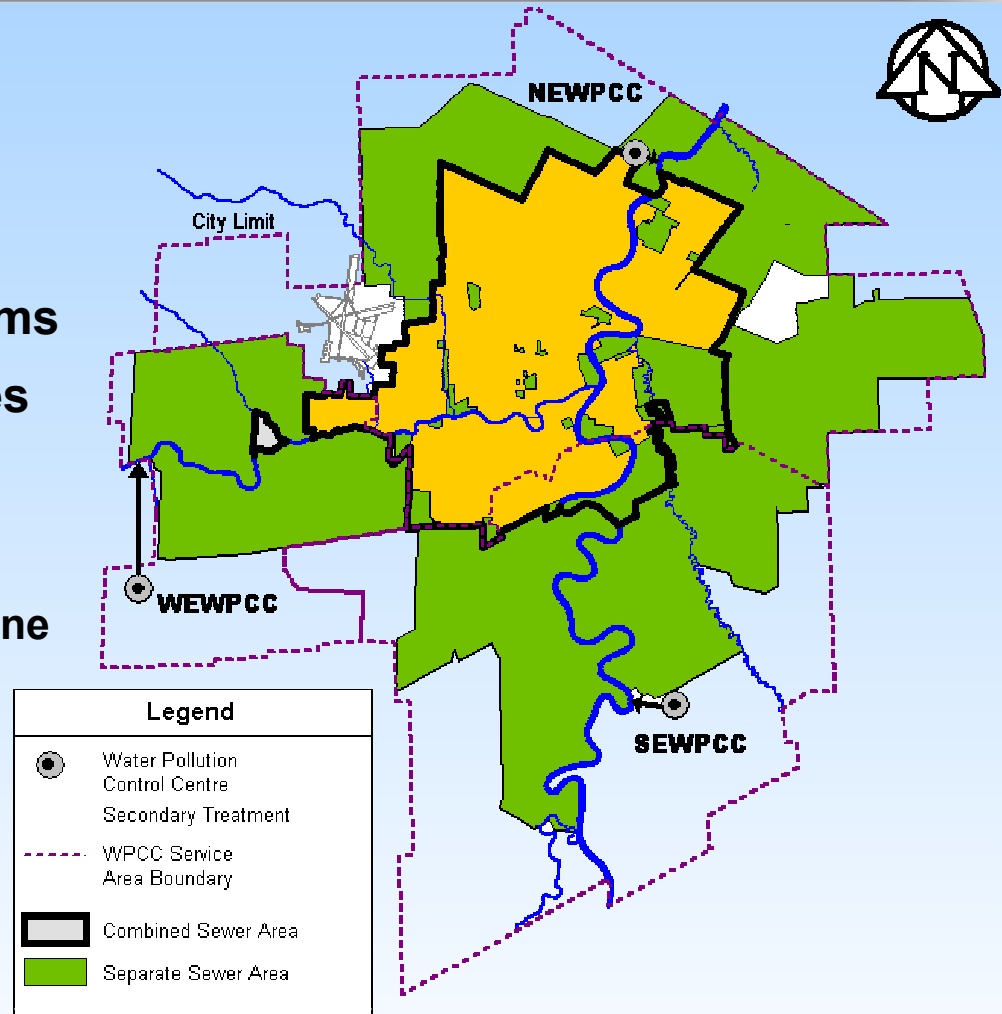 NEWPCC
N
City Limit
ms
es
WEWPCC
ne
Legend
SEWPCC
Water Pollution
Control Centre
Secondary Treatment
WPCC Service
Area Boundary
Combined Sewer Area
Separate Sewer Area